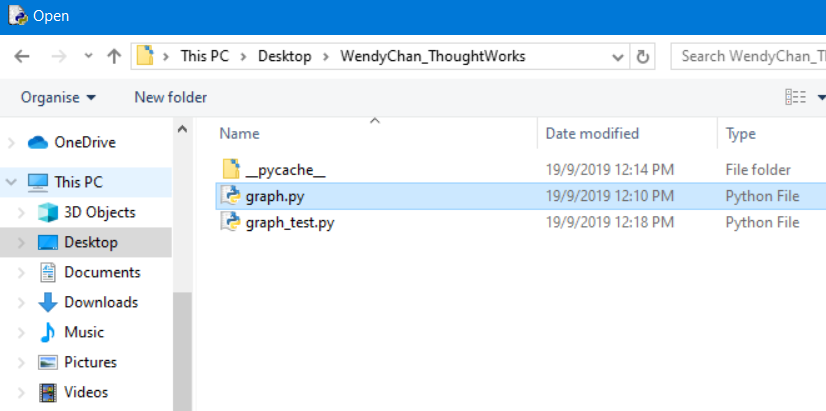 Open
This PC Desktop WendyChan_ThoughtWorks
Search WendyChan_
Organise New folder
Name Date modified Type
OneDrive
This PC
3D Objects
Desktop
Documents
Downloads
Music
Pictures
Videos
__pycache__ 19/9/2019 12:14 PM File folder
graph.py 19/9/2019 12:10 PM Python File
graph_test.py 19/9/2019 12:18 PM Python File